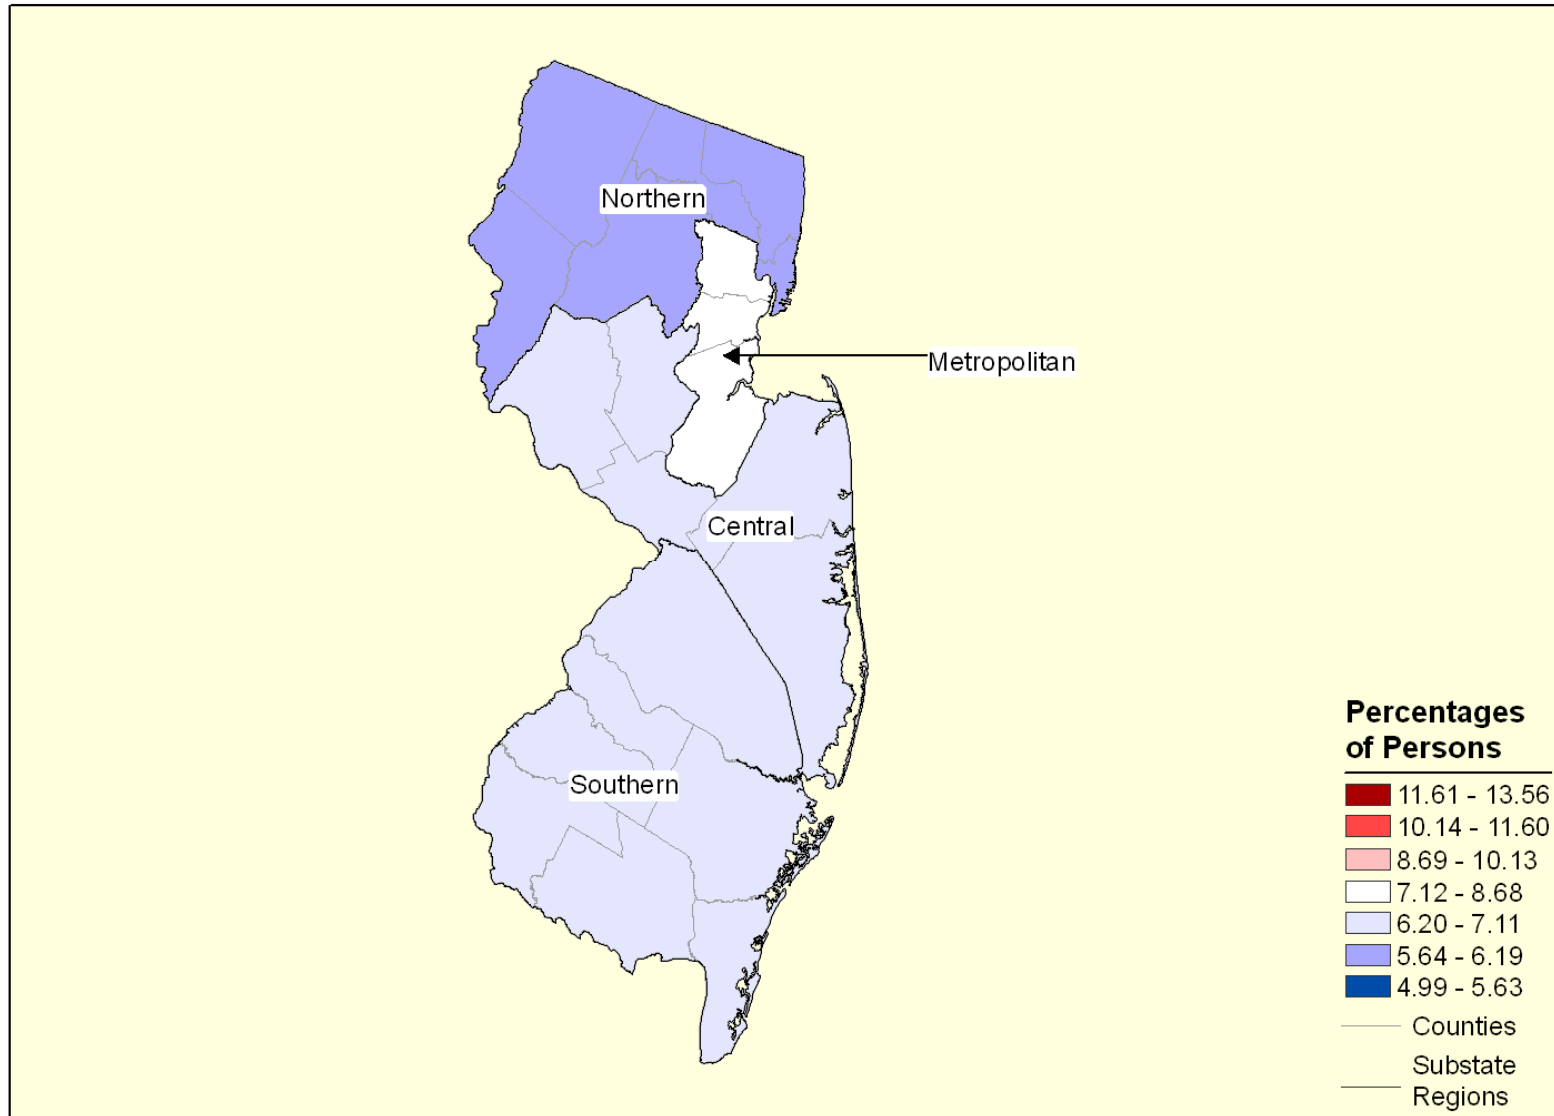 Northern
Metropolitan
Central
Southern
Percentages
of Persons
11.61 - 13.56
10.14 - 11.60
8.69 - 10.13
7.12 - 8.68
6.20 - 7.11
5.64 - 6.19
4.99 - 5.63
Counties
Substate
Regions